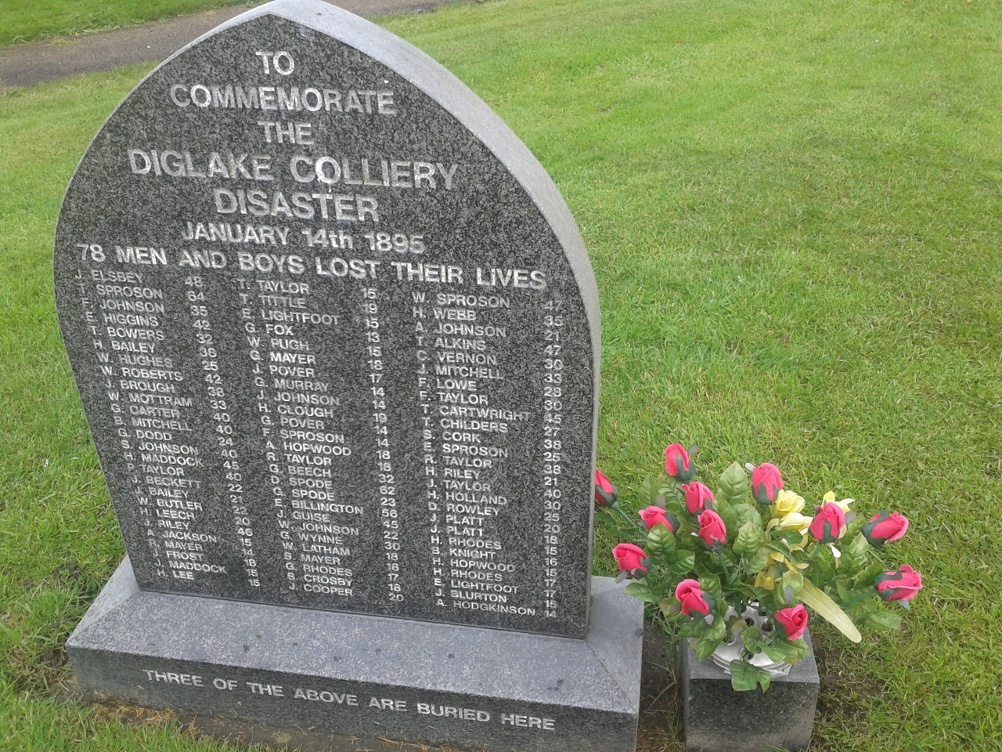 TO
COMMEMORATE
THE
DIGLAKE COLLIERY
DISASTER
JANUARY 14th 1895
78 MEN AND BOYS LOST THEIR LIVES
J. ELSBEY 48
T. SPROSON 64
F. JOHNSON 35
E. HIGGINS 42
T. BOWERS 32
H. BAILEY 36
W. HUGHES 25
W. ROBERTS 42
J. BROUGH 38
W. MOTTRAM 33
G. CARTER 40
B. MITCHELL 40
G. DODD 24
S. JOHNSON 40
H. MADDOCK 45
P. TAYLOR 40
J. BECKETT 22
J. BAILEY
W. BUTLER
H. LEECH 20
J. RILEY 46
A. JACKSON 15
R. MAYER 14
J. FROST 18
J. MADDOCK
H. LEE 15
T. TAYLOR 15
T. TITTLE 19
E. LIGHTFOOT 15
G. FOX 13
W. PUGH 15
G. MAYER 18
J. POVER 17
G. MURRAY 14
J. JOHNSON 14
H. CLOUGH 19
G. POVER 14
F. SPROSON 14
A. HOPWOOD 18
R. TAYLOR 18
G. BEECH 32
D. SPODE 62
G. SPODE 23
E. BILLINGTON
J. GUISE 45
W. JOHNSON 22
G. WYNNE 30
W. LATHAM 18
S. MAYER 18
G. RHODES 17
S. CROSBY 18
J. COOPER 20
W. SPROSON 47
H. WEBB 35
A. JOHNSON 21
T. ALKINS 47
C. VERNON 30
J. MITCHELL 33
F. LOWE
F. TAYLOR 30
T. CARTWRIGHT 45
T. CHILDERS 27
S. CORK 38
E. SPROSON 25
R. TAYLOR 38
H. RILEY 21
J. TAYLOR 40
H. HOLLAND 30
D. ROWLEY 25
J. PLATT 20
J. PLATT 18
H. RHODES 15
B. KNIGHT 16
H. HOPWOOD 15
H. RHODES 17
E. LIGHTFOOT 17
J. BLURTON 15
A. HODGKINSON 14
THREE OF THE ABOVE ARE BURIED HERE